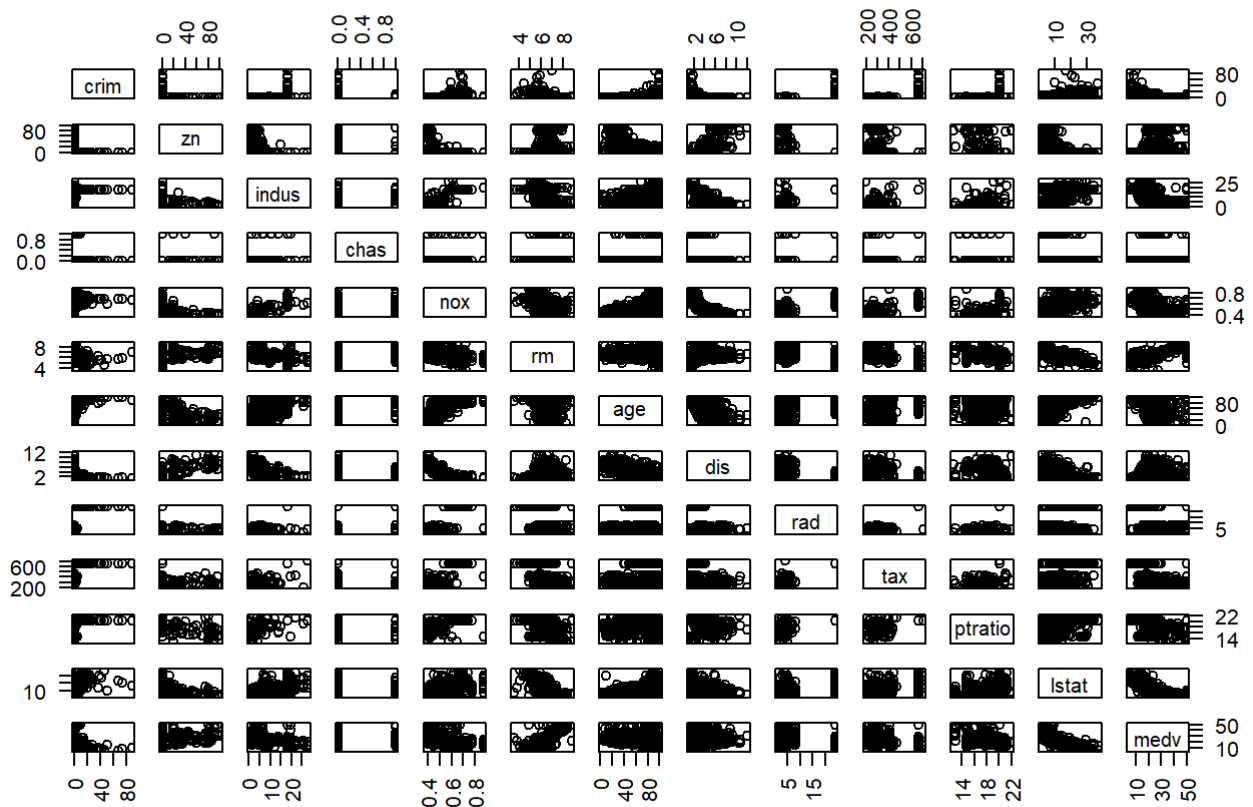 0 40 80
0.0 0.4 0.8
4 6 8
2 6 10
200 400 600
10 30
crim
80
0
80
0
zn
indus
25
0
0.8
0.0
chas
nox
0.8
0.4
8
4
rm
age
80
0
12
2
dis
rad
5
600
200
tax
ptratio
22
14
10
lstat
medv
50
10
0 40 80
0 20
0.4 0.6 0.8
0 40 80
5 15
14 18 22
10 30 50